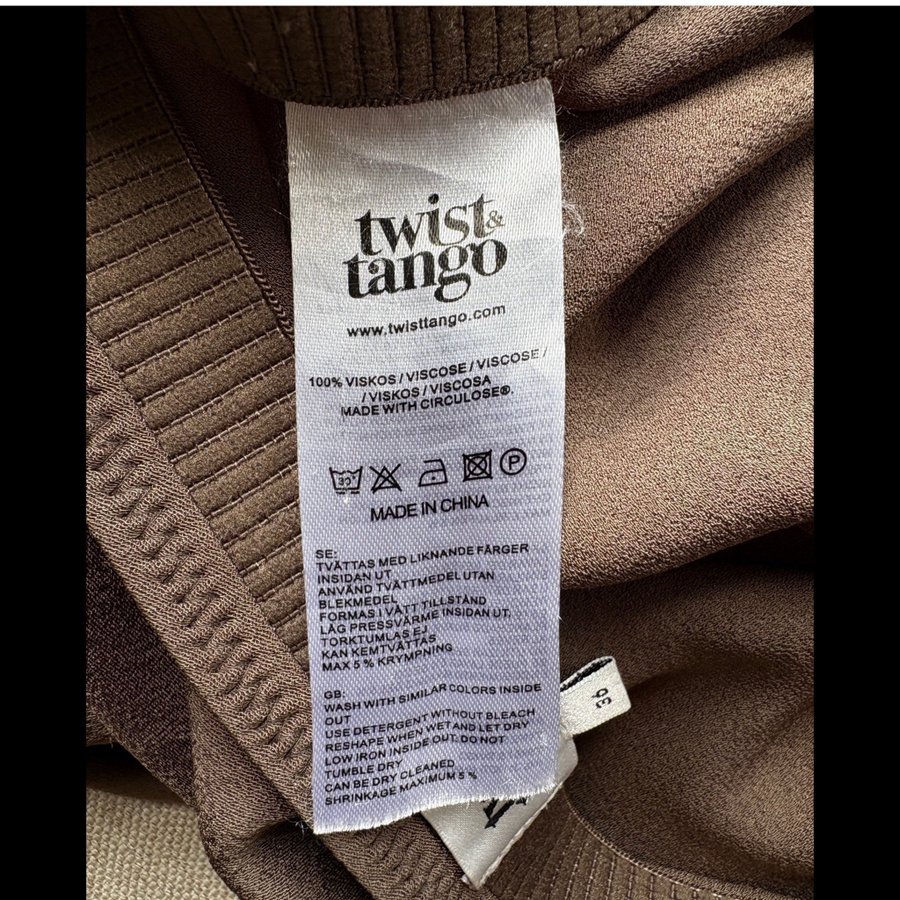 twist &
tango
www.twisttango.com
100% VISKOS / VISCOSE / VISCOSE /
/ VISKOS / VISCOSA
MADE WITH CIRCULOSE®.
30°
P
MADE IN CHINA
SE:
TVÄTTAS MED LIKNANDE FÄRGER
INSIDAN UT
ANVÄND TVÄTTMEDEL UTAN
BLEKMEDEL
FORMAS I VÅTT TILLSTÅND
LÅG PRESSVÄRME INSIDAN UT.
TORKTUMLAS EJ
KAN KEMTVÄTTAS
MAX 5 % KRYMPNING
GB:
WASH WITH SIMILAR COLORS INSIDE
OUT
USE DETERGENT WITHOUT BLEACH
RESHAPE WHEN WET AND LET DRY
LOW IRON INSIDE OUT. DO NOT
TUMBLE DRY
CAN BE DRY CLEANED
SHRINKAGE MAXIMUM 5 %
36